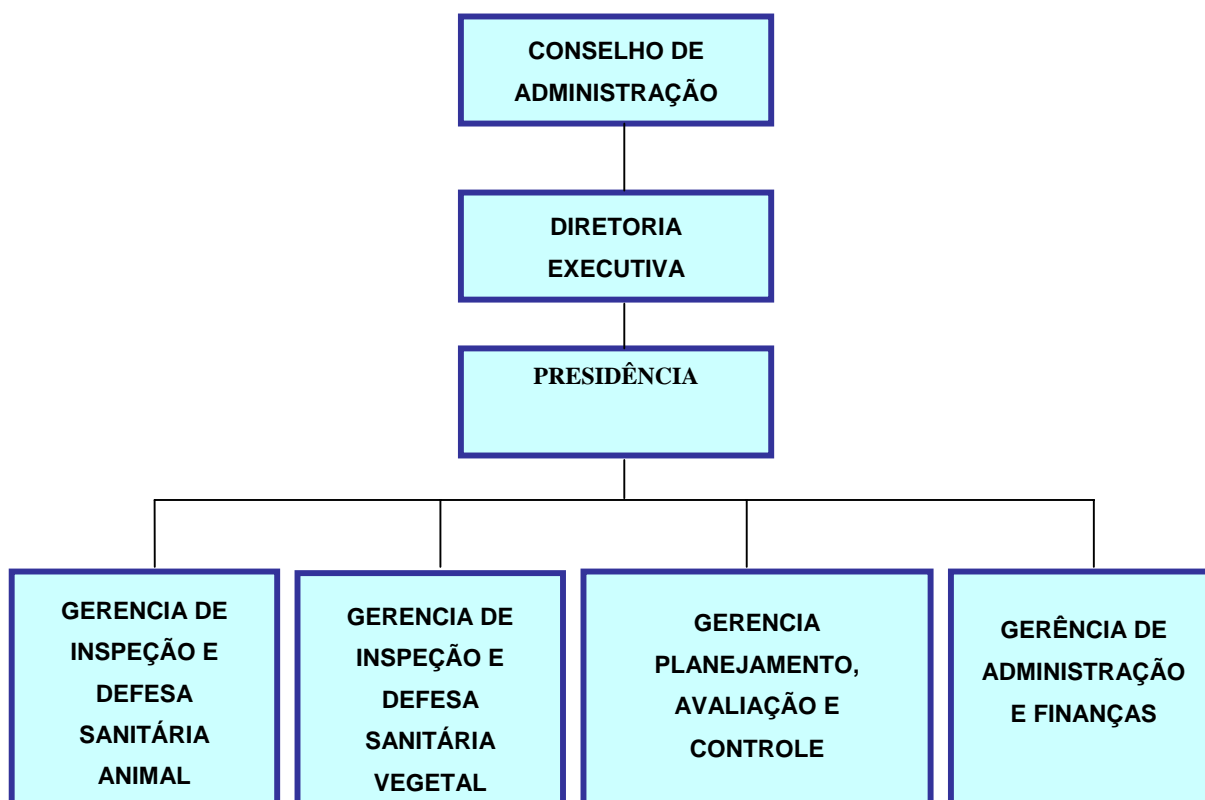 CONSELHO DE
ADMINISTRAÇÃO
DIRETORIA
EXECUTIVA
PRESIDÊNCIA
GERENCIA DE
INSPEÇÃO E
DEFESA
SANITÁRIA
ANIMAL
GERENCIA DE
INSPEÇÃO E
DEFESA
SANITÁRIA
VEGETAL
GERENCIA
PLANEJAMENTO,
AVALIAÇÃO E
CONTROLE
GERÊNCIA DE
ADMINISTRAÇÃO
E FINANÇAS